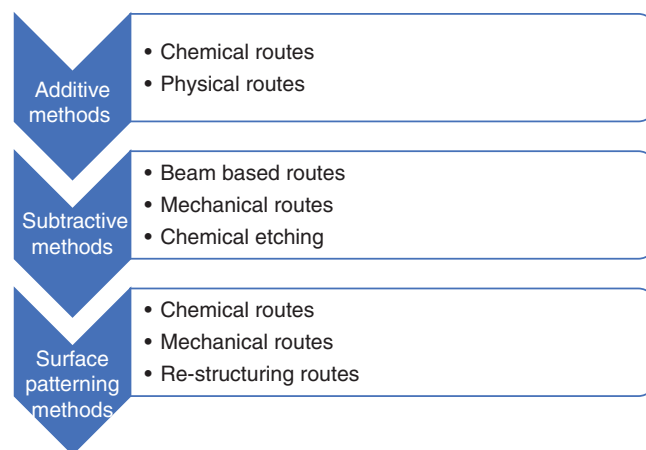 Additive
methods
• Chemical routes
• Physical routes
Subtractive
methods
• Beam based routes
• Mechanical routes
• Chemical etching
Surface
patterning
methods
• Chemical routes
• Mechanical routes
• Re-structuring routes